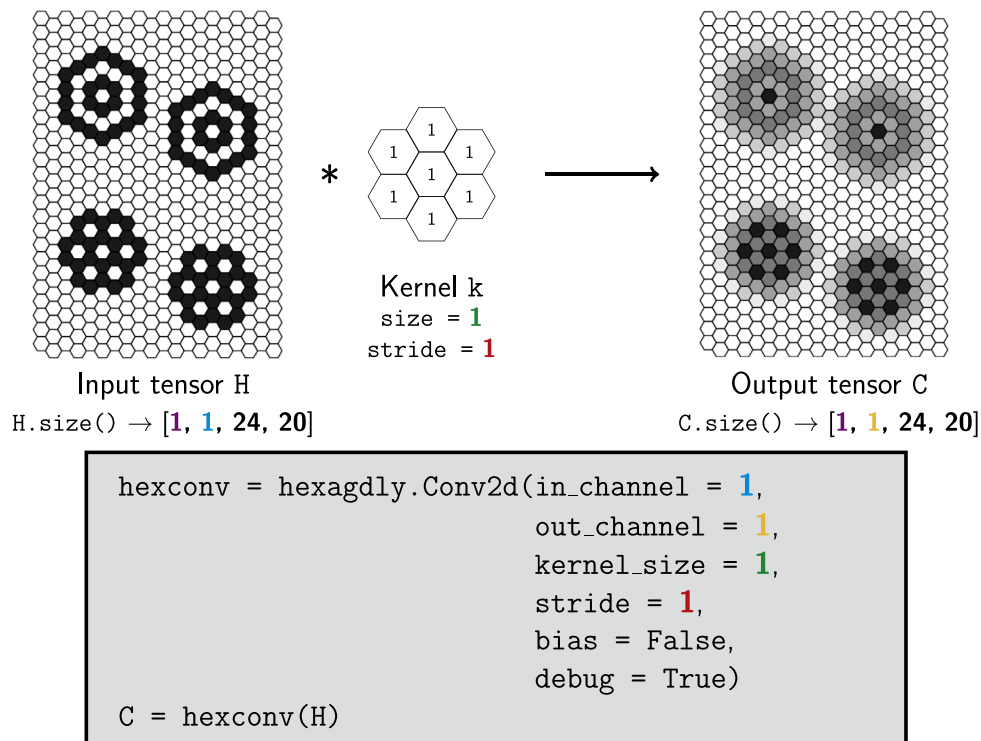 1
1 1
1
1 1
1
*
Kernel k
size = 1
stride = 1
Input tensor H
H.size() → [1, 1, 24, 20]
Output tensor C
C.size() → [1, 1, 24, 20]
hexconv = hexagdly.Conv2d(in_channel = 1,
out_channel = 1,
kernel_size = 1,
stride = 1,
bias = False,
debug = True)
C = hexconv(H)